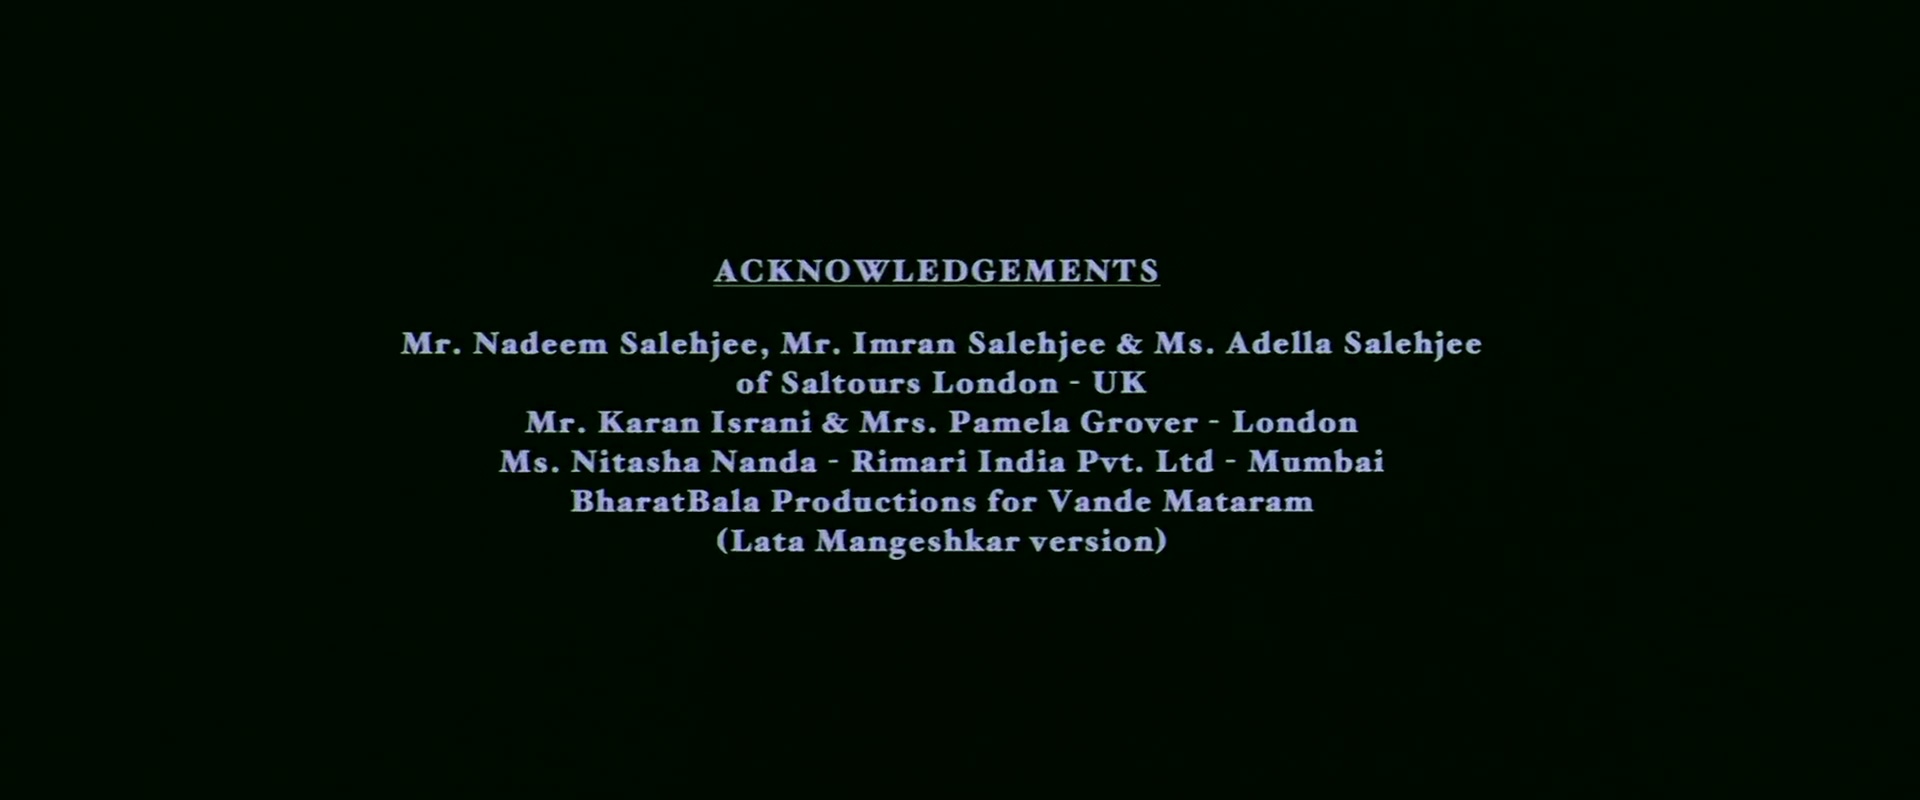 ACKNOWLEDGEMENTS
Mr. Nadeem Salehjee, Mr. Imran Salehjee & Ms. Adella Salehjee
of Saltours London - UK
Mr. Karan Israni & Mrs. Pamela Grover - London
Ms. Nitasha Nanda - Rimari India Pvt. Ltd - Mumbai
BharatBala Productions for Vande Mataram
(Lata Mangeshkar version)